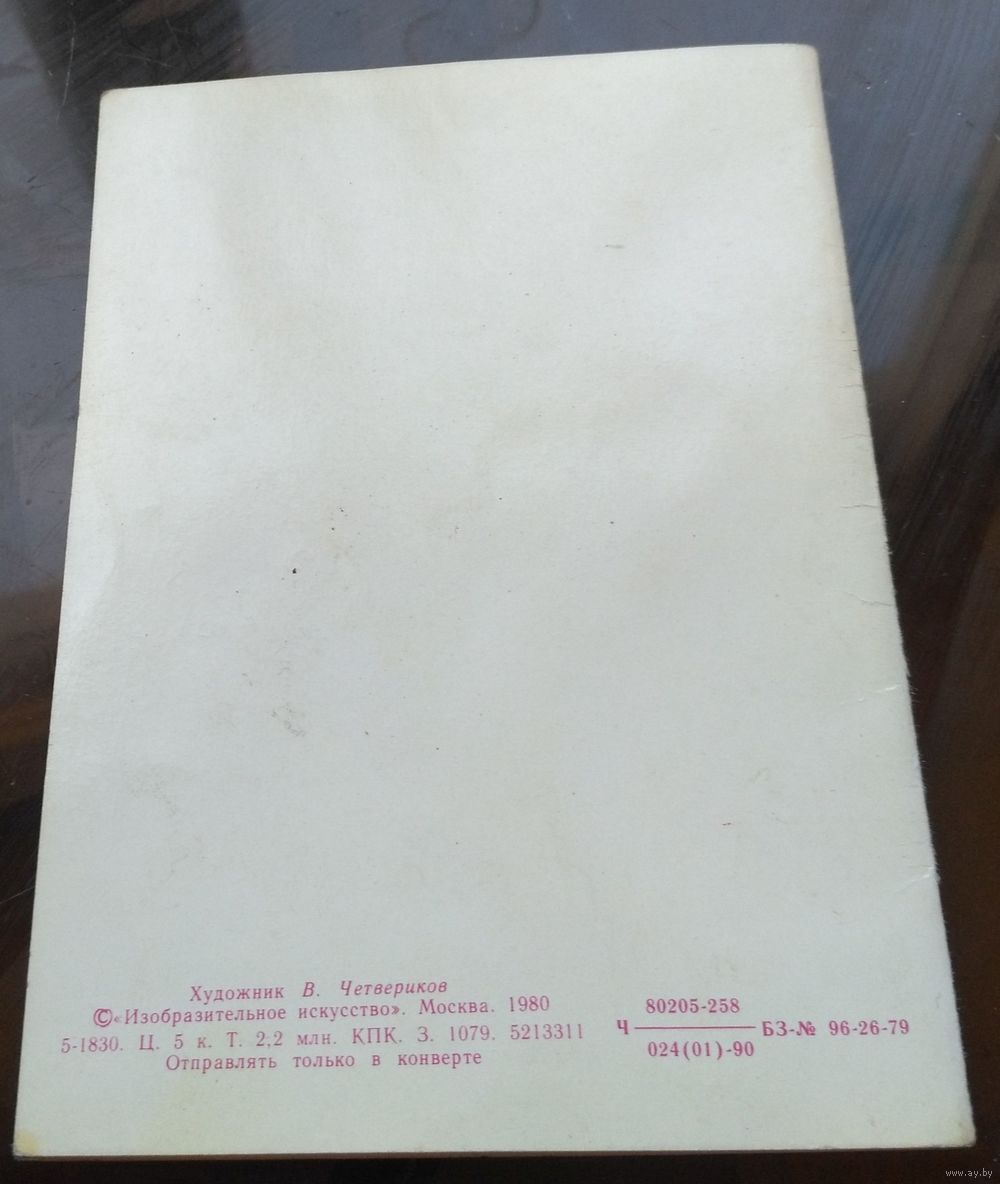 Художник В. Четвериков
©«Изобразительное искусство». Москва. 1980
5-1830. Ц. 5 к. Т. 2,2 млн. КПК. З. 1079. 5213311
Отправлять только в конверте
80205-258
Ч ——— БЗ-№ 96-26-79
024(01)-90
www.ay.by